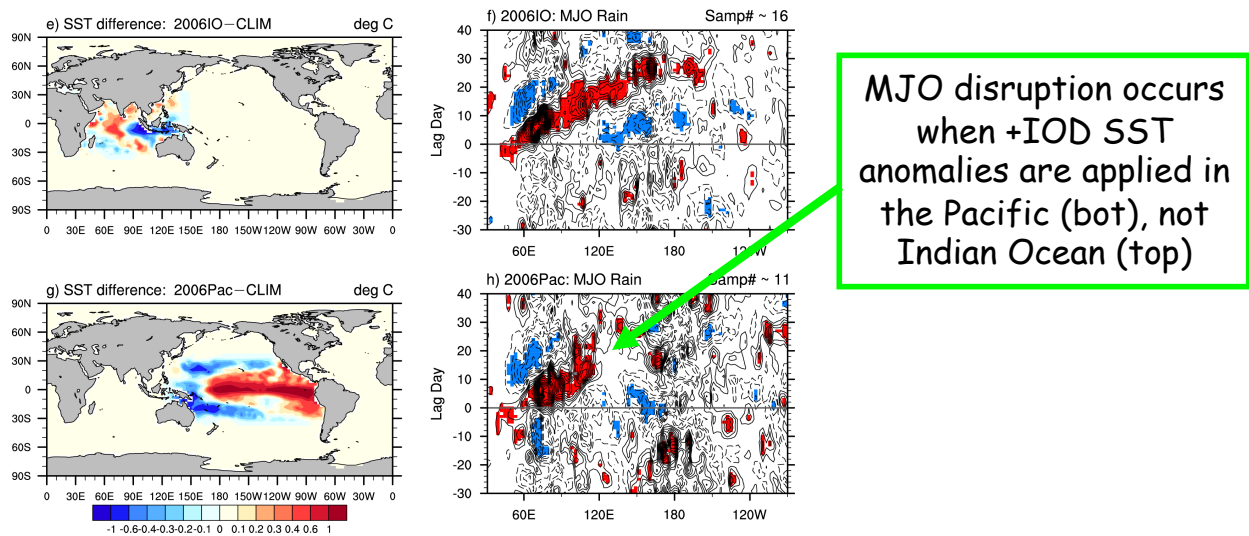 e) SST difference: 2006IO−CLIM deg C
90N
60N
30N
0
30S
60S
90S
0 30E 60E 90E 120E 150E 180 150W 120W 90W 60W 30W 0
f) 2006IO: MJO Rain Samp# ~ 16
Lag Day
40
30
20
10
0
-10
-20
-30
60E 120E 180 120W
MJO disruption occurs
when +IOD SST
anomalies are applied in
the Pacific (bot), not
Indian Ocean (top)
g) SST difference: 2006Pac−CLIM deg C
90N
60N
30N
0
30S
60S
90S
0 30E 60E 90E 120E 150E 180 150W 120W 90W 60W 30W 0
-1 -0.6 -0.4 -0.3 -0.2 -0.1 0 0.1 0.2 0.3 0.4 0.6 1
h) 2006Pac: MJO Rain Samp# ~ 11
Lag Day
40
30
20
10
0
-10
-20
-30
60E 120E 180 120W